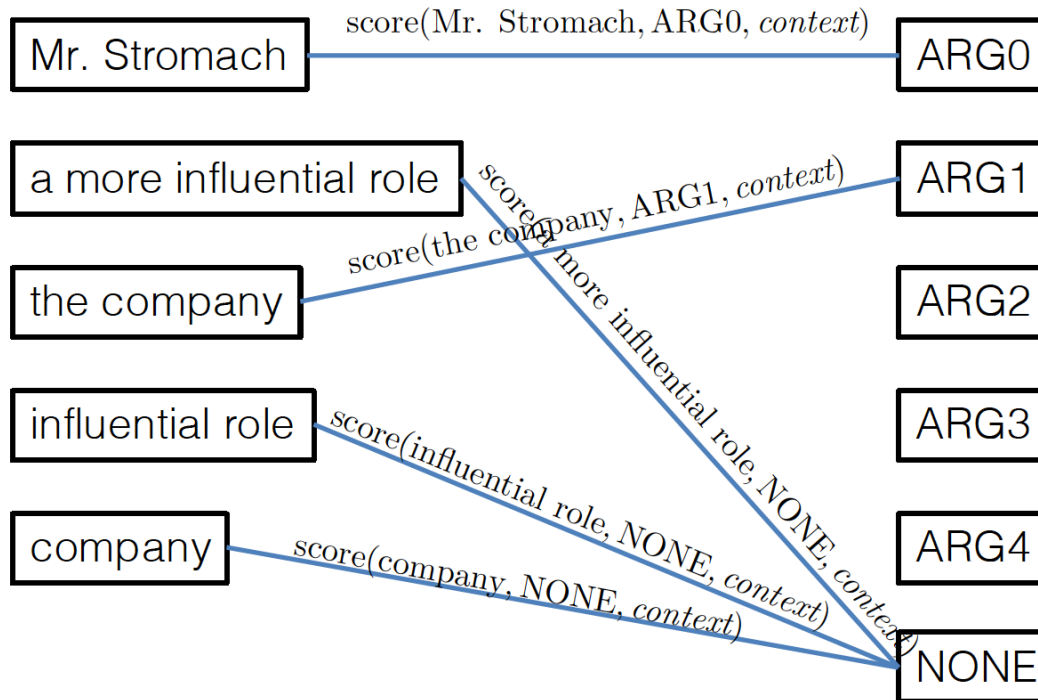 Mr. Stromach
score(Mr. Stromach, ARG0, context)
ARG0
a more influential role
score(a more influential role, NONE, context)
ARG1
the company
score(the company, ARG1, context)
ARG2
influential role
score(influential role, NONE, context)
ARG3
company
score(company, NONE, context)
ARG4
NONE